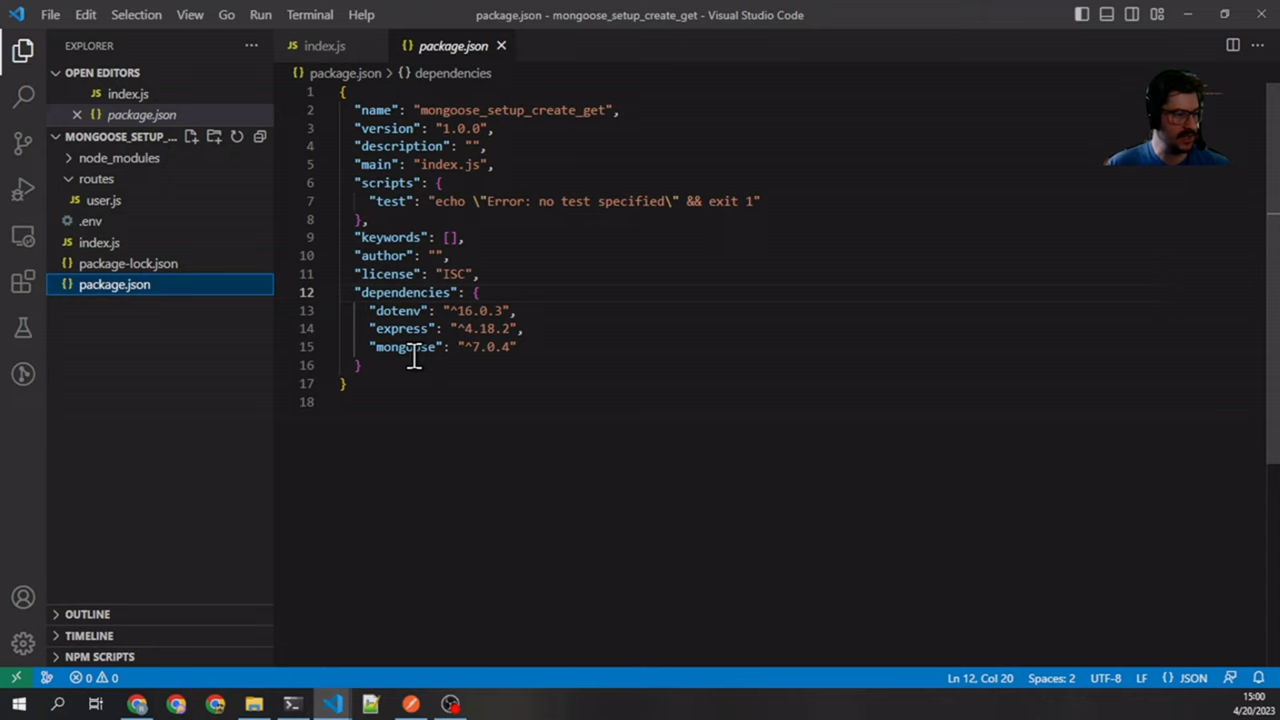 File Edit Selection View Go Run Terminal Help
package.json - mongoose_setup_create_get - Visual Studio Code
EXPLORER
OPEN EDITORS
JS index.js
{} package.json
MONGOOSE_SETUP_...
node_modules
routes
JS user.js
.env
JS index.js
{} package-lock.json
{} package.json
OUTLINE
TIMELINE
NPM SCRIPTS
JS index.js {} package.json
{} package.json > {} dependencies
1 {
2 "name": "mongoose_setup_create_get",
3 "version": "1.0.0",
4 "description": "",
5 "main": "index.js",
6 "scripts": {
7 "test": "echo \"Error: no test specified\" && exit 1"
8 },
9 "keywords": [],
10 "author": "",
11 "license": "ISC",
12 "dependencies": {
13 "dotenv": "^16.0.3",
14 "express": "^4.18.2",
15 "mongoose": "^7.0.4"
16 }
17 }
18
0 0 Ln 12, Col 20 Spaces: 2 UTF-8 LF {} JSON
15:00
4/20/2023